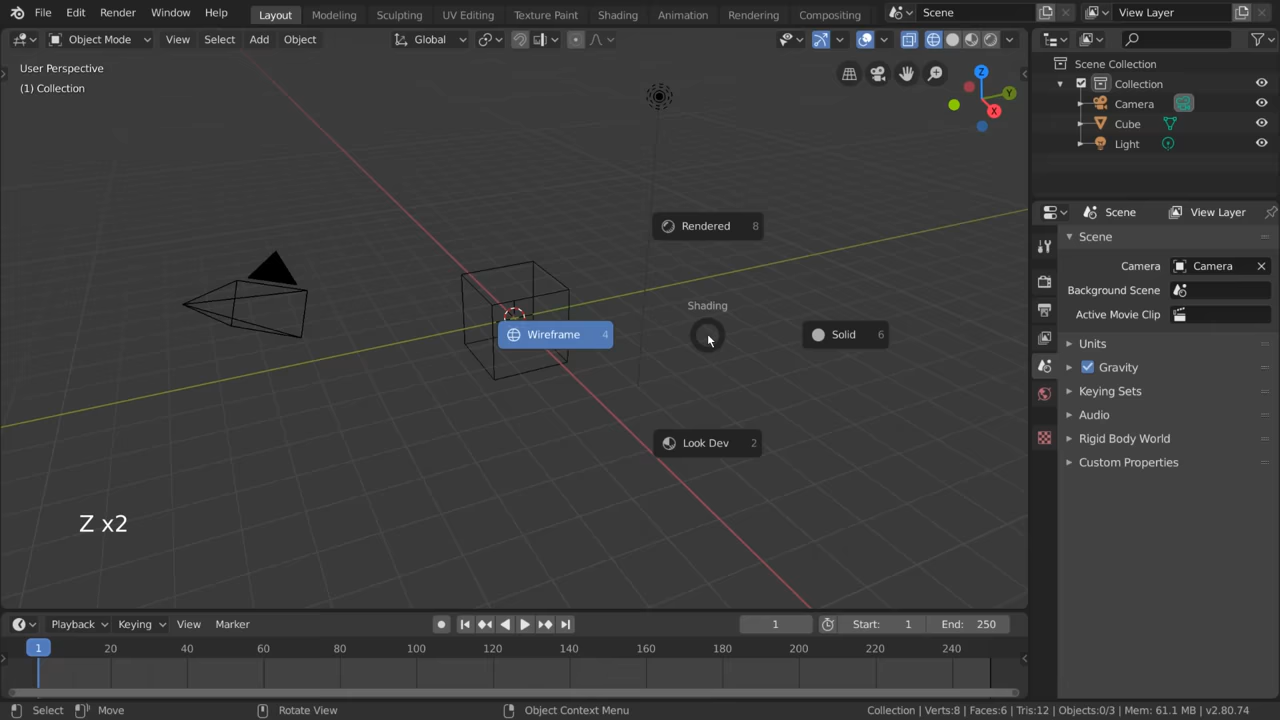 File Edit Render Window Help Layout Modeling Sculpting UV Editing Texture Paint Shading Animation Rendering Compositing Scene View Layer
Object Mode View Select Add Object Global
User Perspective
(1) Collection
Z
Y
X
Scene Collection
Collection
Camera
Cube
Light
Rendered 8
Shading
Wireframe 4
Solid 6
Look Dev 2
Z x2
Scene View Layer
Scene
Camera Camera
Background Scene
Active Movie Clip
Units
Gravity
Keying Sets
Audio
Rigid Body World
Custom Properties
Playback Keying View Marker 1 Start: 1 End: 250
1 20 40 60 80 100 120 140 160 180 200 220 240
Select Move Rotate View Object Context Menu Collection | Verts:8 | Faces:6 | Tris:12 | Objects:0/3 | Mem: 61.1 MB | v2.80.74